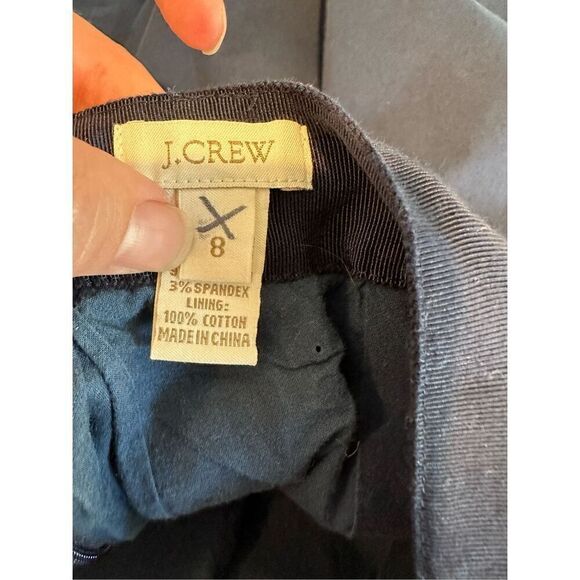 J.CREW
8
3% SPANDEX
LINING:
100% COTTON
MADE IN CHINA